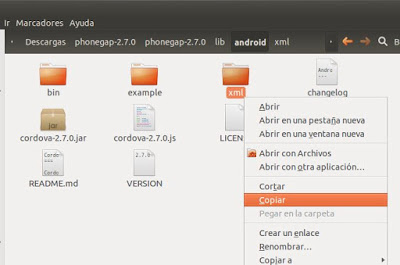 Ir Marcadores Ayuda
Descargas phonegap-2.7.0 phonegap-2.7.0 lib android xml
bin example xml changelog
Andro
jar
cordova-2.7.0.jar cordova-2.7.0.js LICEN
Cordo
2.7.0
README.md VERSION
Abrir
Abrir en una pestaña nueva
Abrir en una ventana nueva
Abrir con Archivos
Abrir con otra aplicación...
Cortar
Copiar
Pegar en la carpeta
Crear un enlace
Renombrar...
Copiar a